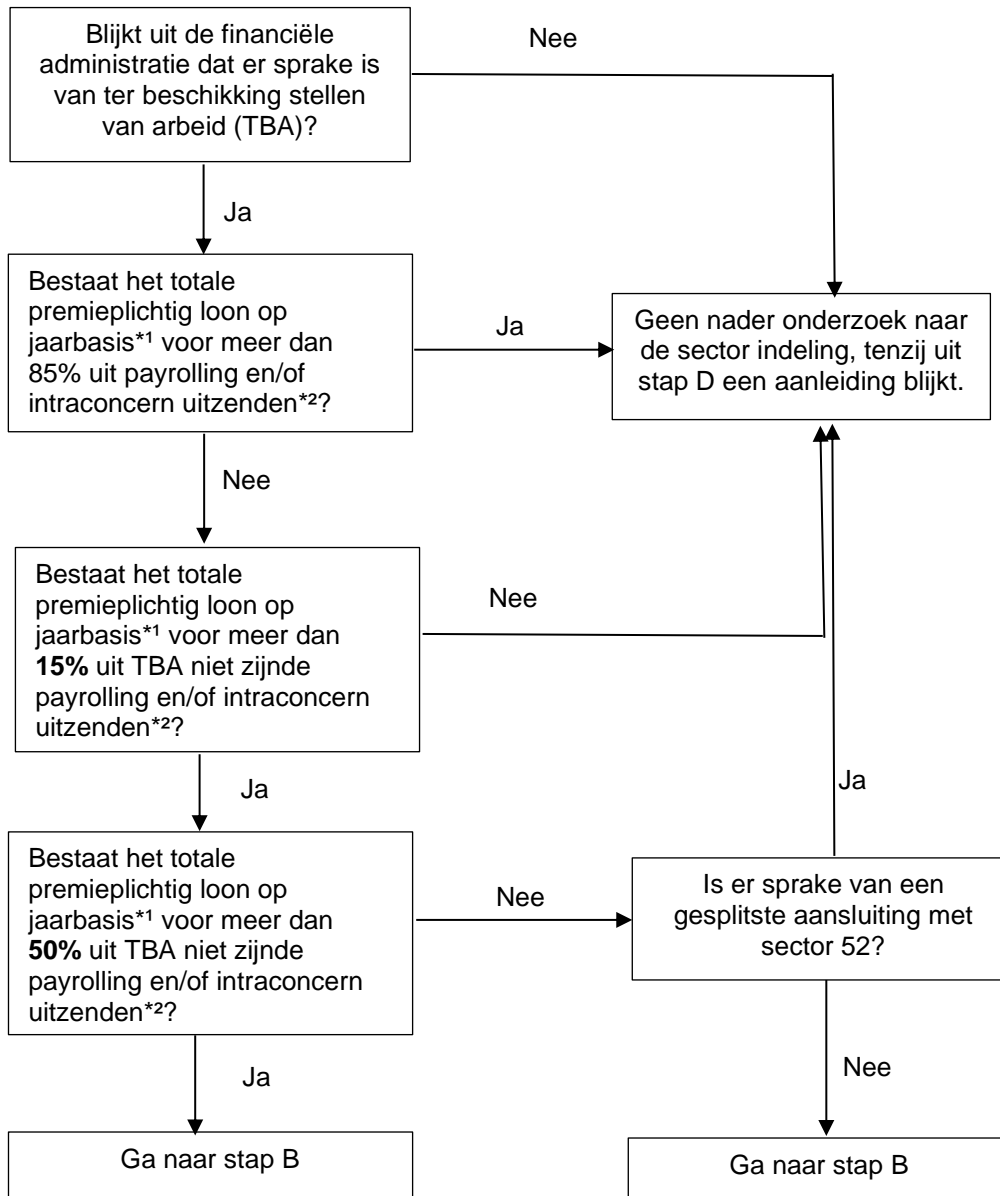 Blijkt uit de financiële
administratie dat er sprake is
van ter beschikking stellen
van arbeid (TBA)?
Nee
Ja
Bestaat het totale
premieplichtig loon op
jaarbasis*¹ voor meer dan
85% uit payrolling en/of
intraconcern uitzenden*²?
Ja
Geen nader onderzoek naar
de sector indeling, tenzij uit
stap D een aanleiding blijkt.
Nee
Bestaat het totale
premieplichtig loon op
jaarbasis*¹ voor meer dan
15% uit TBA niet zijnde
payrolling en/of intraconcern
uitzenden*²?
Nee
Ja
Ja
Bestaat het totale
premieplichtig loon op
jaarbasis*¹ voor meer dan
50% uit TBA niet zijnde
payrolling en/of intraconcern
uitzenden*²?
Nee
Is er sprake van een
gesplitste aansluiting met
sector 52?
Ja
Nee
Ga naar stap B
Ga naar stap B